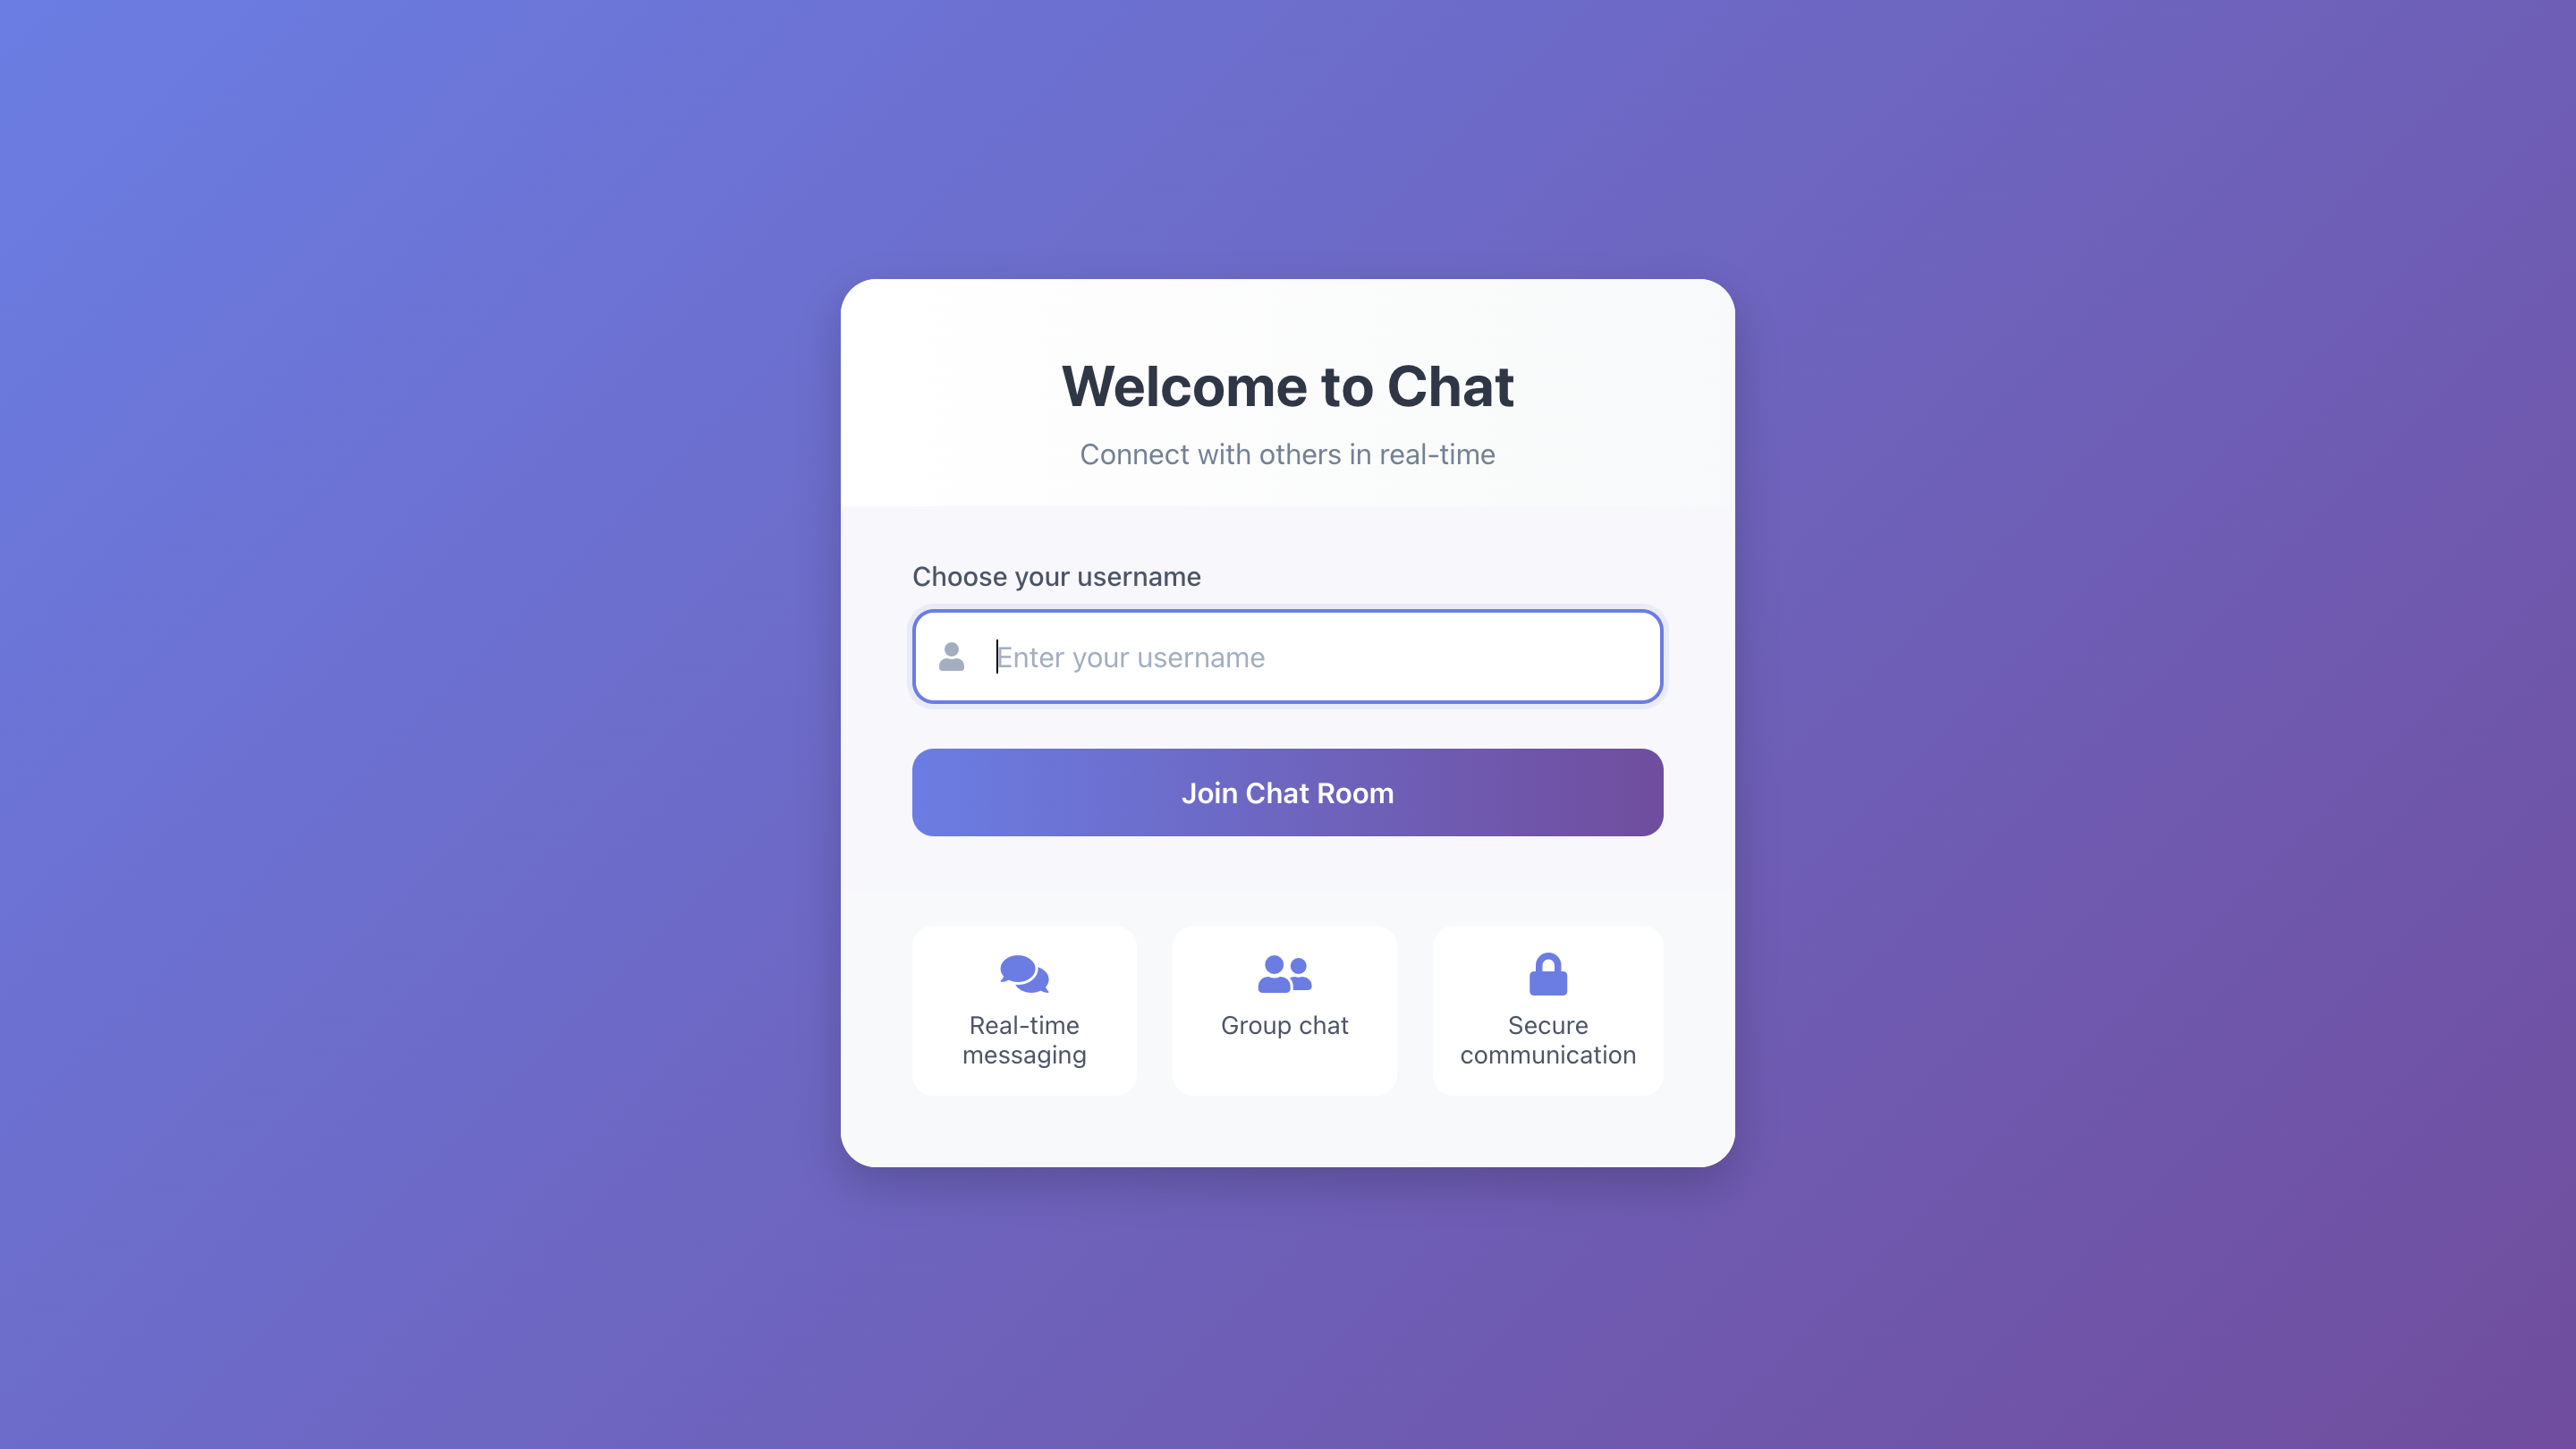 Welcome to Chat
Connect with others in real-time
Choose your username
Enter your username
Join Chat Room
Real-time
messaging
Group chat
Secure
communication